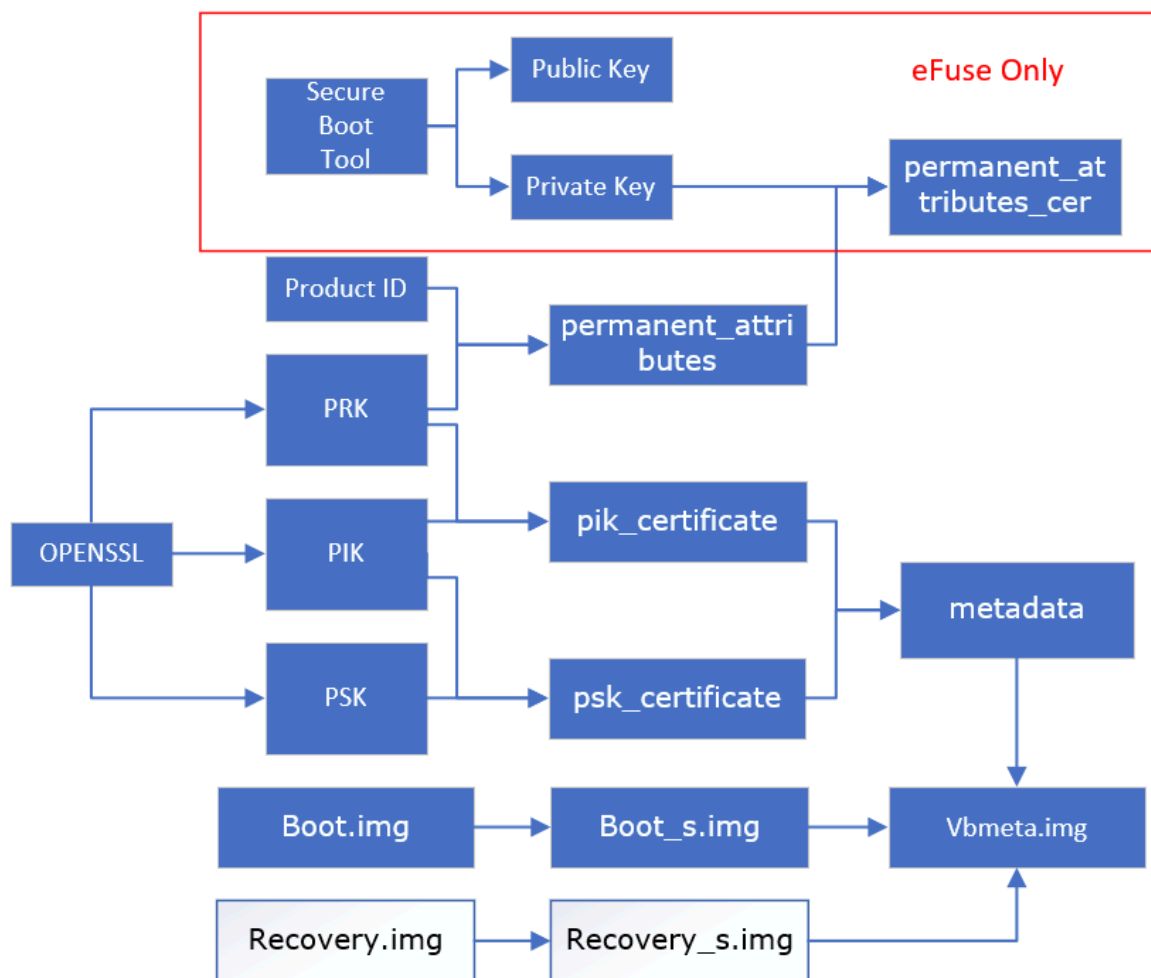 Public Key
eFuse Only
Secure
Boot
Tool
Private Key
permanent_at
tributes_cer
Product ID
permanent_attri
butes
PRK
pik_certificate
OPENSSL
PIK
metadata
PSK
psk_certificate
Boot.img
Boot_s.img
Vbmeta.img
Recovery.img
Recovery_s.img